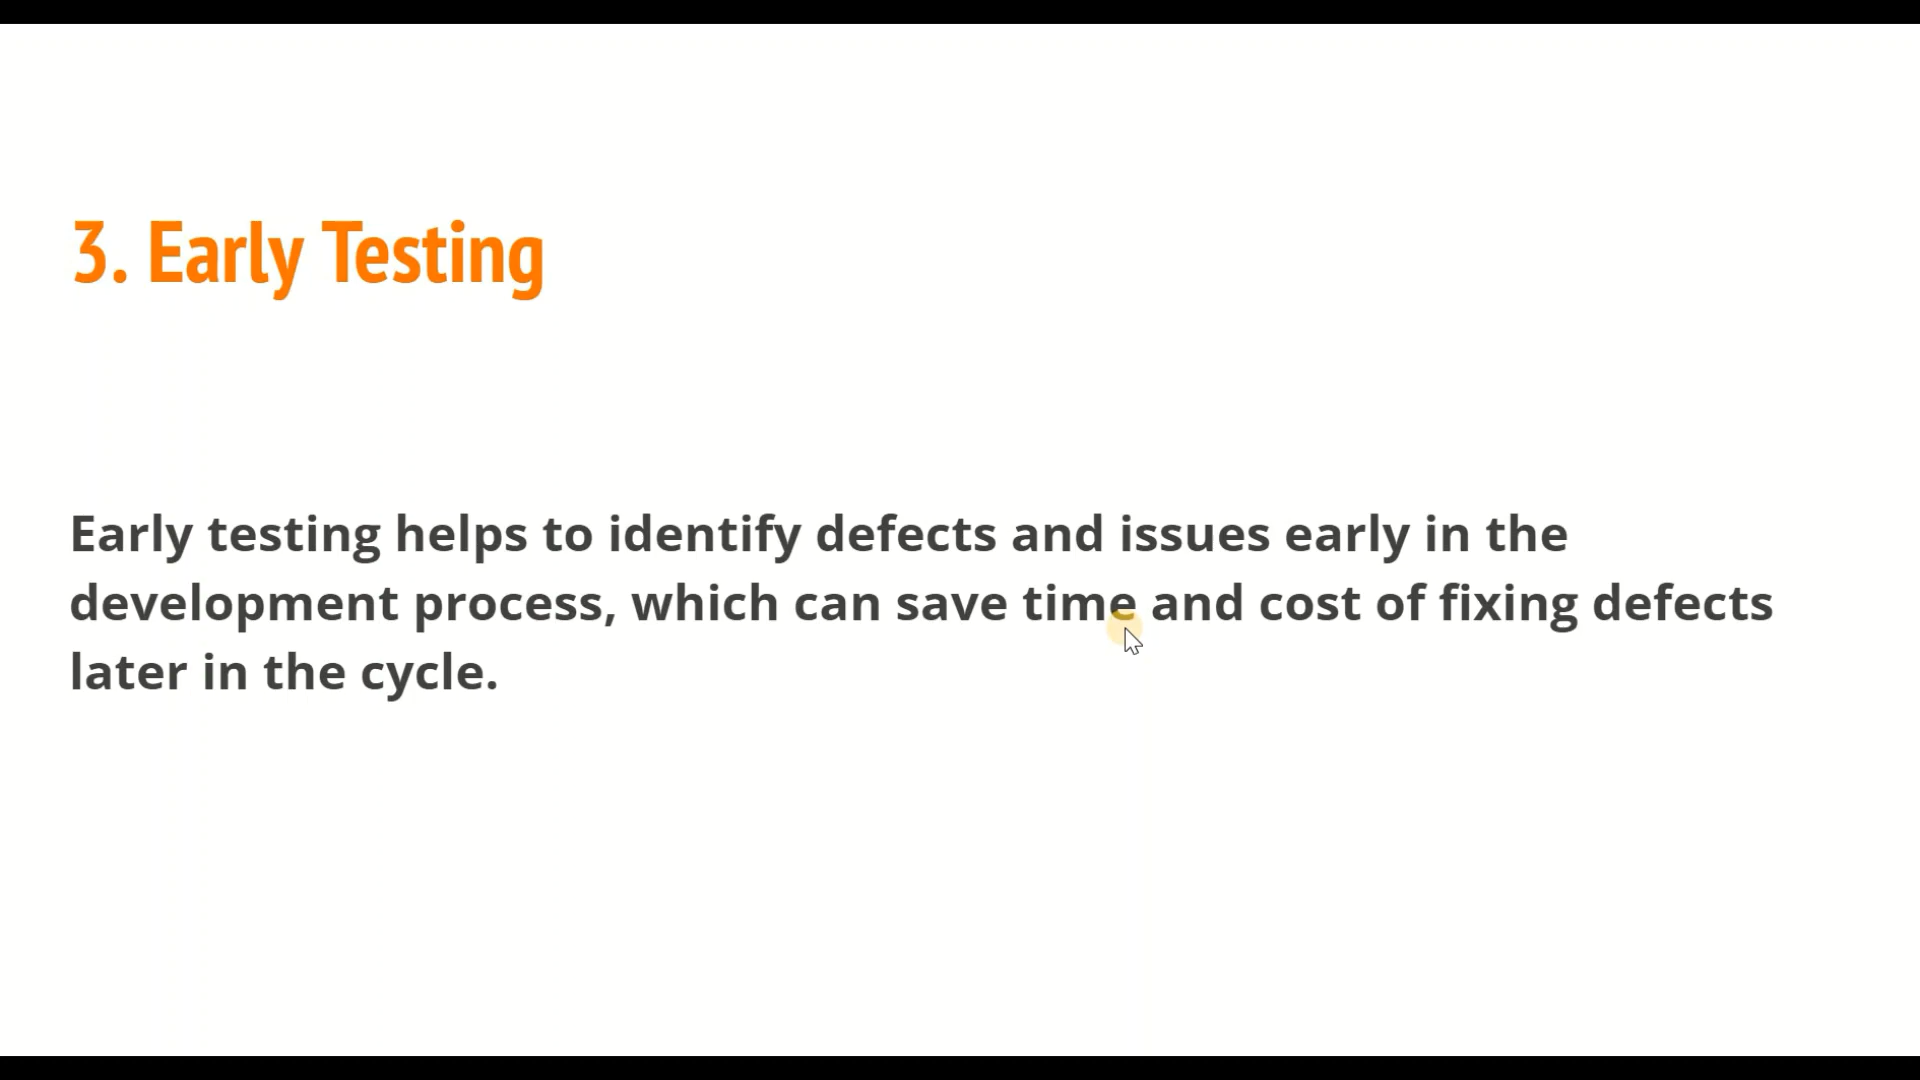 3. Early Testing
Early testing helps to identify defects and issues early in the
development process, which can save time and cost of fixing defects
later in the cycle.